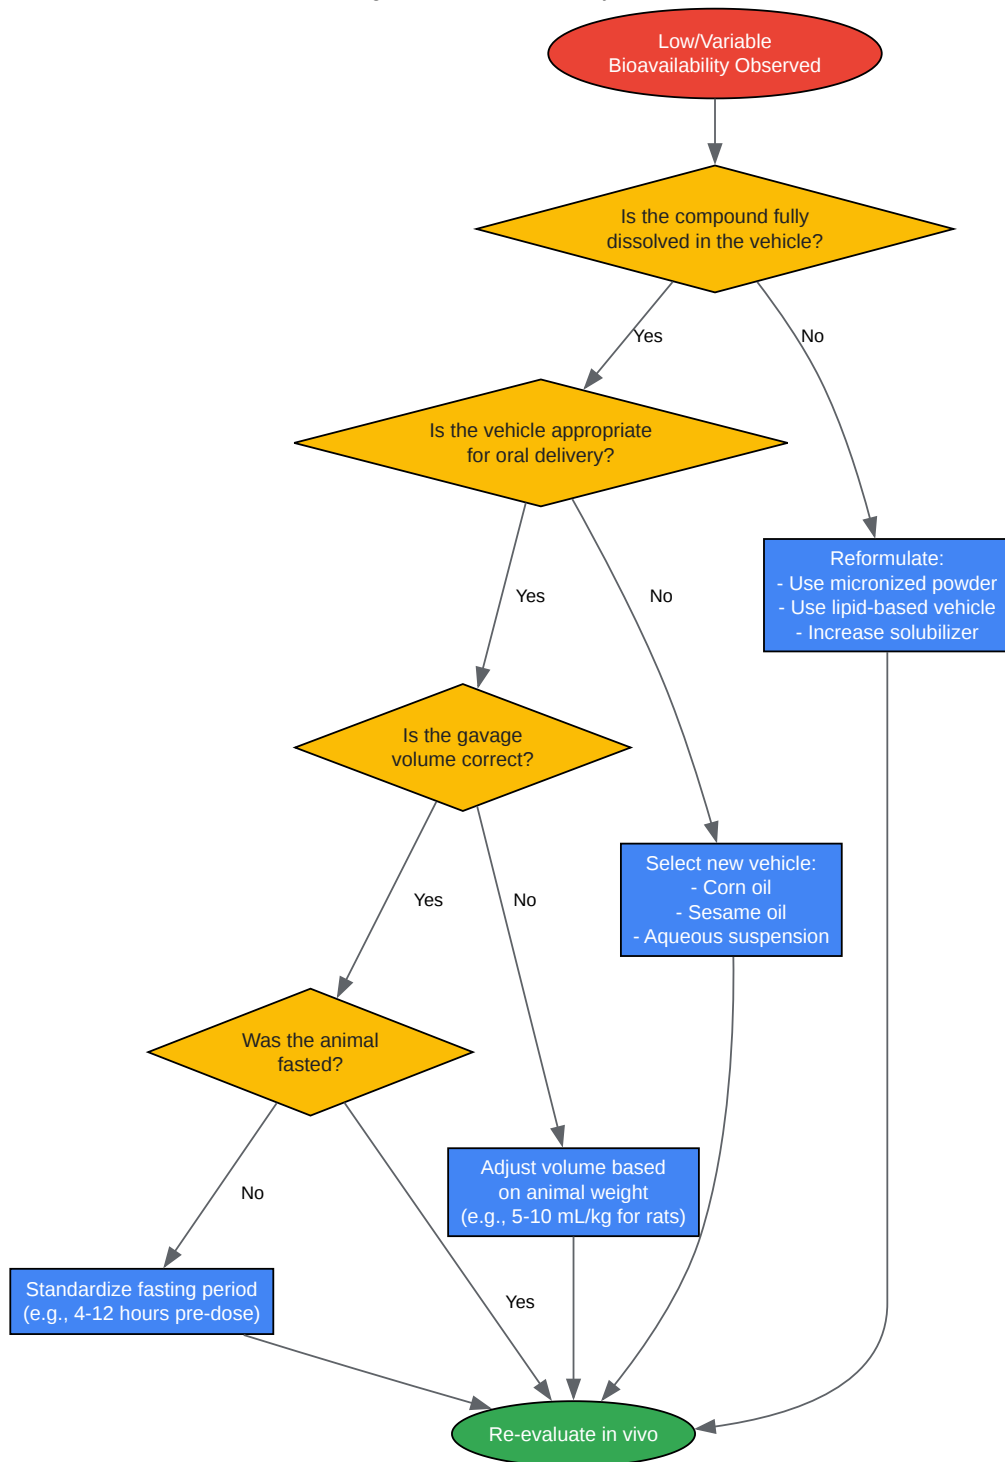 Low/Variable
Bioavailability Observed
Is the compound fully
dissolved in the vehicle?
Yes
No
Is the vehicle appropriate
for oral delivery?
Reformulate:
- Use micronized powder
- Use lipid-based vehicle
- Increase solubilizer
Yes
No
Is the gavage
volume correct?
Select new vehicle:
- Corn oil
- Sesame oil
- Aqueous suspension
Yes
No
Was the animal
fasted?
Adjust volume based
on animal weight
(e.g., 5-10 mL/kg for rats)
No
Yes
Standardize fasting period
(e.g., 4-12 hours pre-dose)
Re-evaluate in vivo